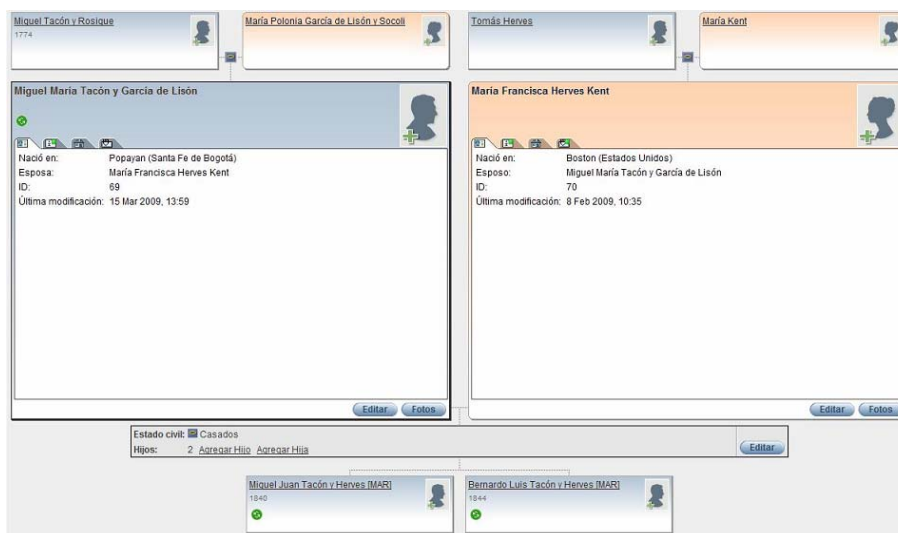 Miguel Tacón y Rosique
1774
María Polonia García de Lisón y Socoli
Tomás Herves
María Kent
Miguel María Tacón y García de Lisón
Nació en: Popayan (Santa Fe de Bogotá)
Esposa: María Francisca Herves Kent
ID: 69
Última modificación: 15 Mar 2009, 13:59
Editar Fotos
María Francisca Herves Kent
Nació en: Boston (Estados Unidos)
Esposo: Miguel María Tacón y García de Lisón
ID: 70
Última modificación: 8 Feb 2009, 10:35
Editar Fotos
Estado civil: Casados
Hijos: 2 Agregar Hijo Agregar Hija
Editar
Miguel Juan Tacón y Herves [MAR]
1840
Bernardo Luis Tacón y Herves [MAR]
1844